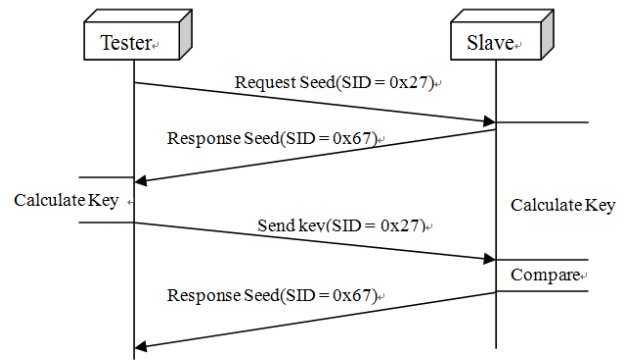 Tester
Slave
Request Seed(SID = 0x27)
Response Seed(SID = 0x67)
Calculate Key
Calculate Key
Send key(SID = 0x27)
Compare
Response Seed(SID = 0x67)